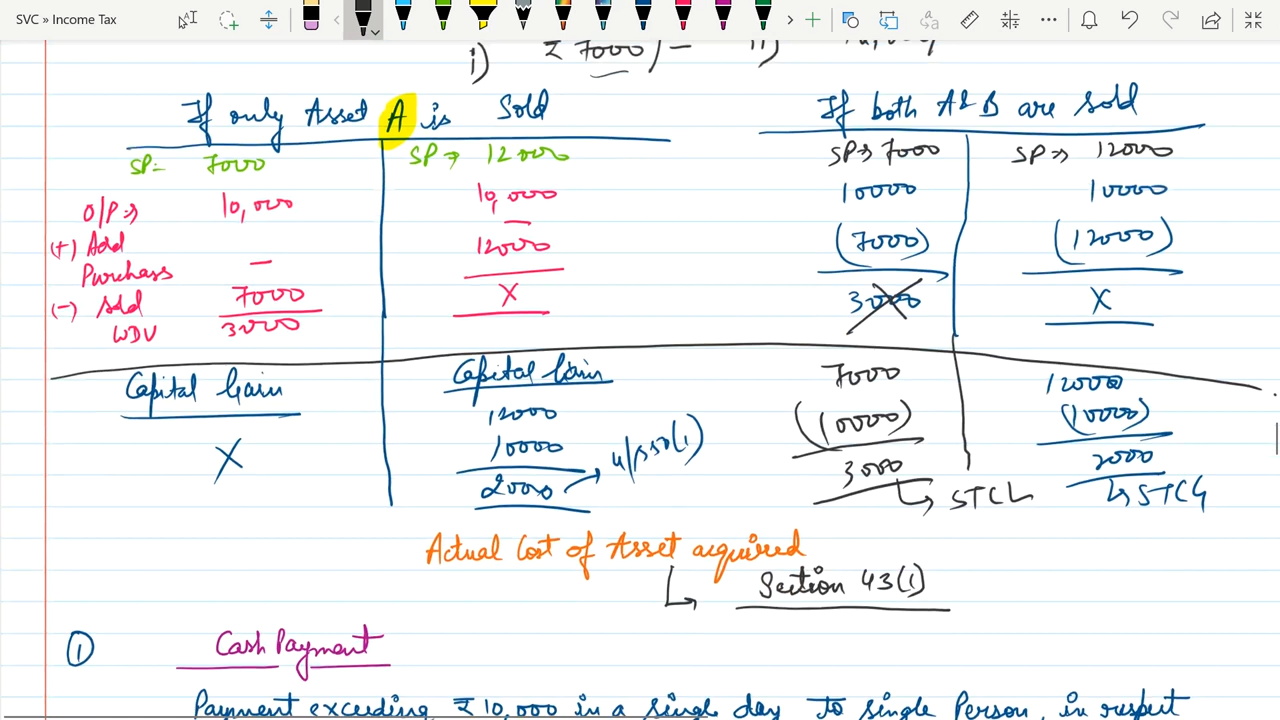 SVC » Income Tax
i) ₹ 7000/- ii)
If only Asset A is Sold
SP= 7000
SP⇒ 12000
O/P⇒ 10,000
10,000
(+) Add
Purchase —
—
12000
(-) Sold 7000
WDV 3000
X
Capital Gain
X
Capital Gain
12000
10000
2000 → u/s 50(1)
If both A & B are sold
SP⇒ 7000
SP⇒ 12000
10000
10000
(7000)
(12000)
3000
X
7000
12000
(10000)
(10000)
3000
2000
↳ STCL
↳ STCG
Actual Cost of Asset acquired
↳ Section 43(1)
① Cash Payment
Payment exceeding ₹ 10,000 in a single day To single Person, in respect